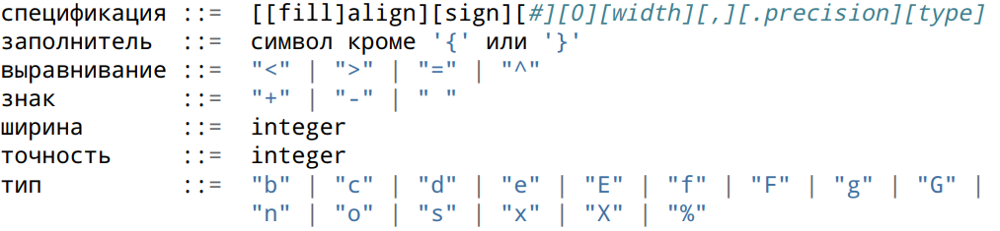 спецификация ::= [[fill]align][sign][#][0][width][,][.precision][type]
заполнитель ::= символ кроме '{' или '}'
выравнивание ::= "<" | ">" | "=" | "^"
знак ::= "+" | "-" | " "
ширина ::= integer
точность ::= integer
тип ::= "b" | "c" | "d" | "e" | "E" | "f" | "F" | "g" | "G" |
"n" | "o" | "s" | "x" | "X" | "%"